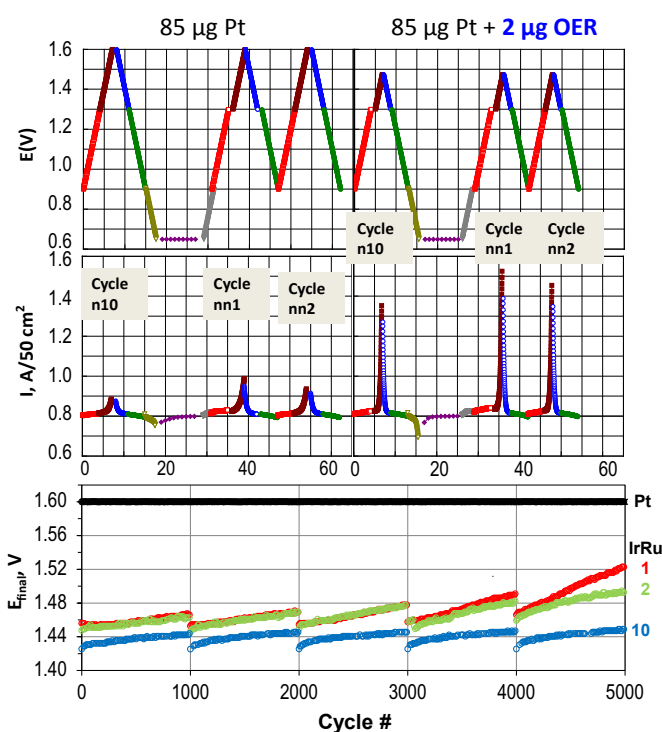 85 µg Pt
85 µg Pt + 2 µg OER
E(V)
1.6
1.4
1.2
1.0
0.8
0.6
Cycle
n10
Cycle
nn1
Cycle
nn2
I, A/50 cm²
1.6
1.4
1.2
1.0
0.8
0.6
Cycle
n10
Cycle
nn1
Cycle
nn2
0 20 40 60 0 20 40 60
E_final, V
1.60
1.56
1.52
1.48
1.44
1.40
Pt
IrRu
1
2
10
0 1000 2000 3000 4000 5000
Cycle #